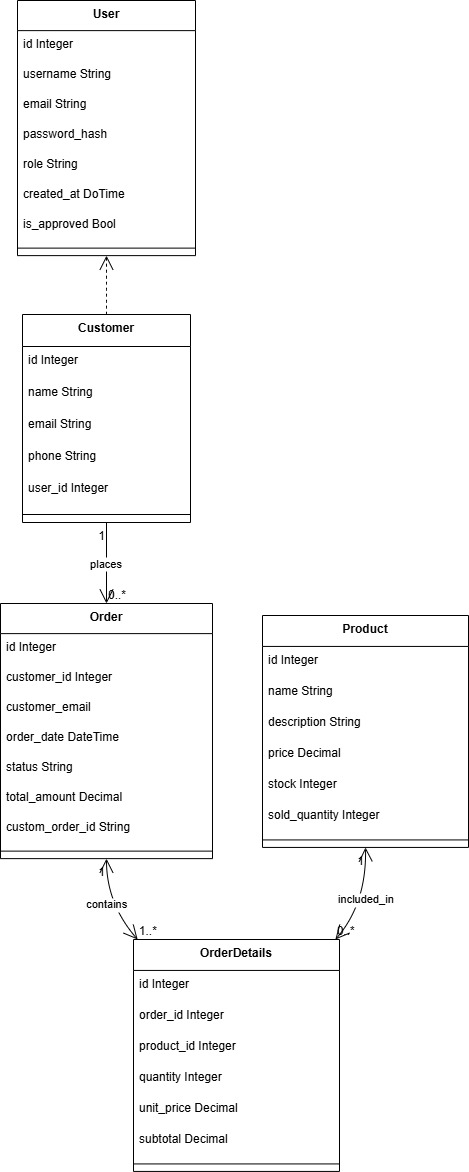 User
id Integer
username String
email String
password_hash
role String
created_at DoTime
is_approved Bool
Customer
id Integer
name String
email String
phone String
user_id Integer
1
places
0..*
Order
id Integer
customer_id Integer
customer_email
order_date DateTime
status String
total_amount Decimal
custom_order_id String
Product
id Integer
name String
description String
price Decimal
stock Integer
sold_quantity Integer
1
contains
1..*
1
included_in
0..*
OrderDetails
id Integer
order_id Integer
product_id Integer
quantity Integer
unit_price Decimal
subtotal Decimal